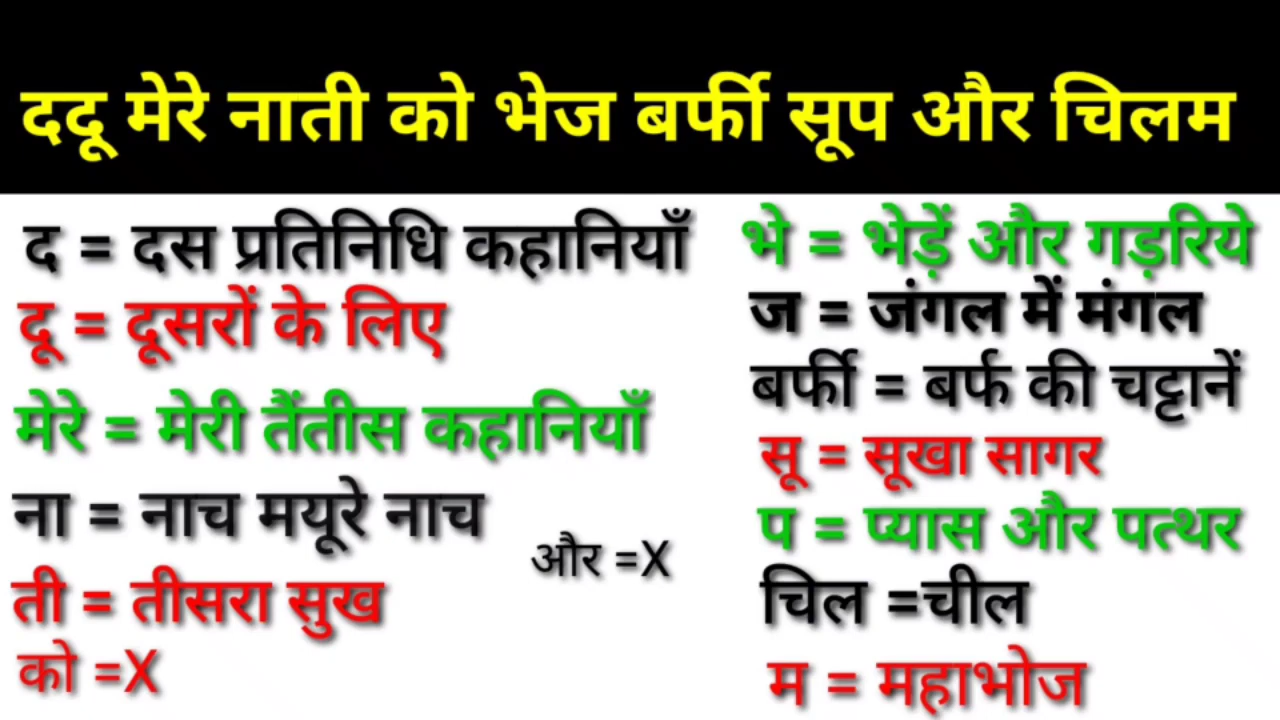 ददू मेरे नाती को भेज बर्फी सूप और चिलम
द = दस प्रतिनिधि कहानियाँ
दू = दूसरों के लिए
मेरे = मेरी तैंतीस कहानियाँ
ना = नाच मयूरे नाच
ती = तीसरा सुख
को =X
और =X
भे = भेड़ें और गड़रिये
ज = जंगल में मंगल
बर्फी = बर्फ की चट्टानें
सू = सूखा सागर
प = प्यास और पत्थर
चिल =चील
म = महाभोज